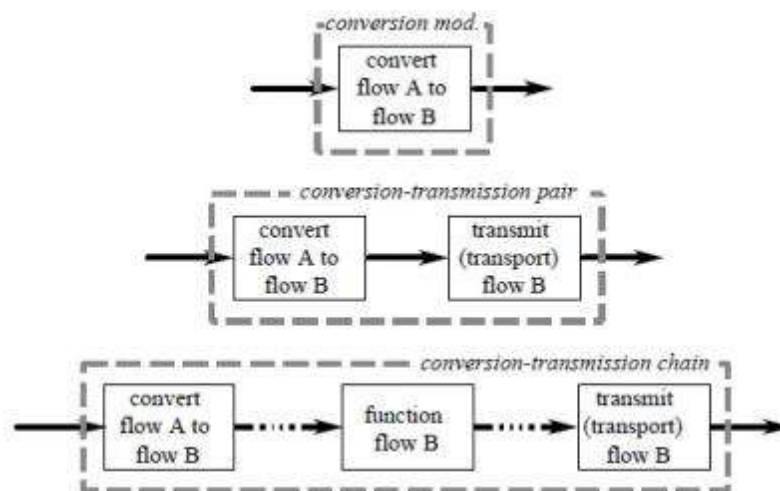 conversion mod.
convert
flow A to
flow B
conversion-transmission pair
convert
flow A to
flow B
transmit
(transport)
flow B
conversion-transmission chain
convert
flow A to
flow B
function
flow B
transmit
(transport)
flow B